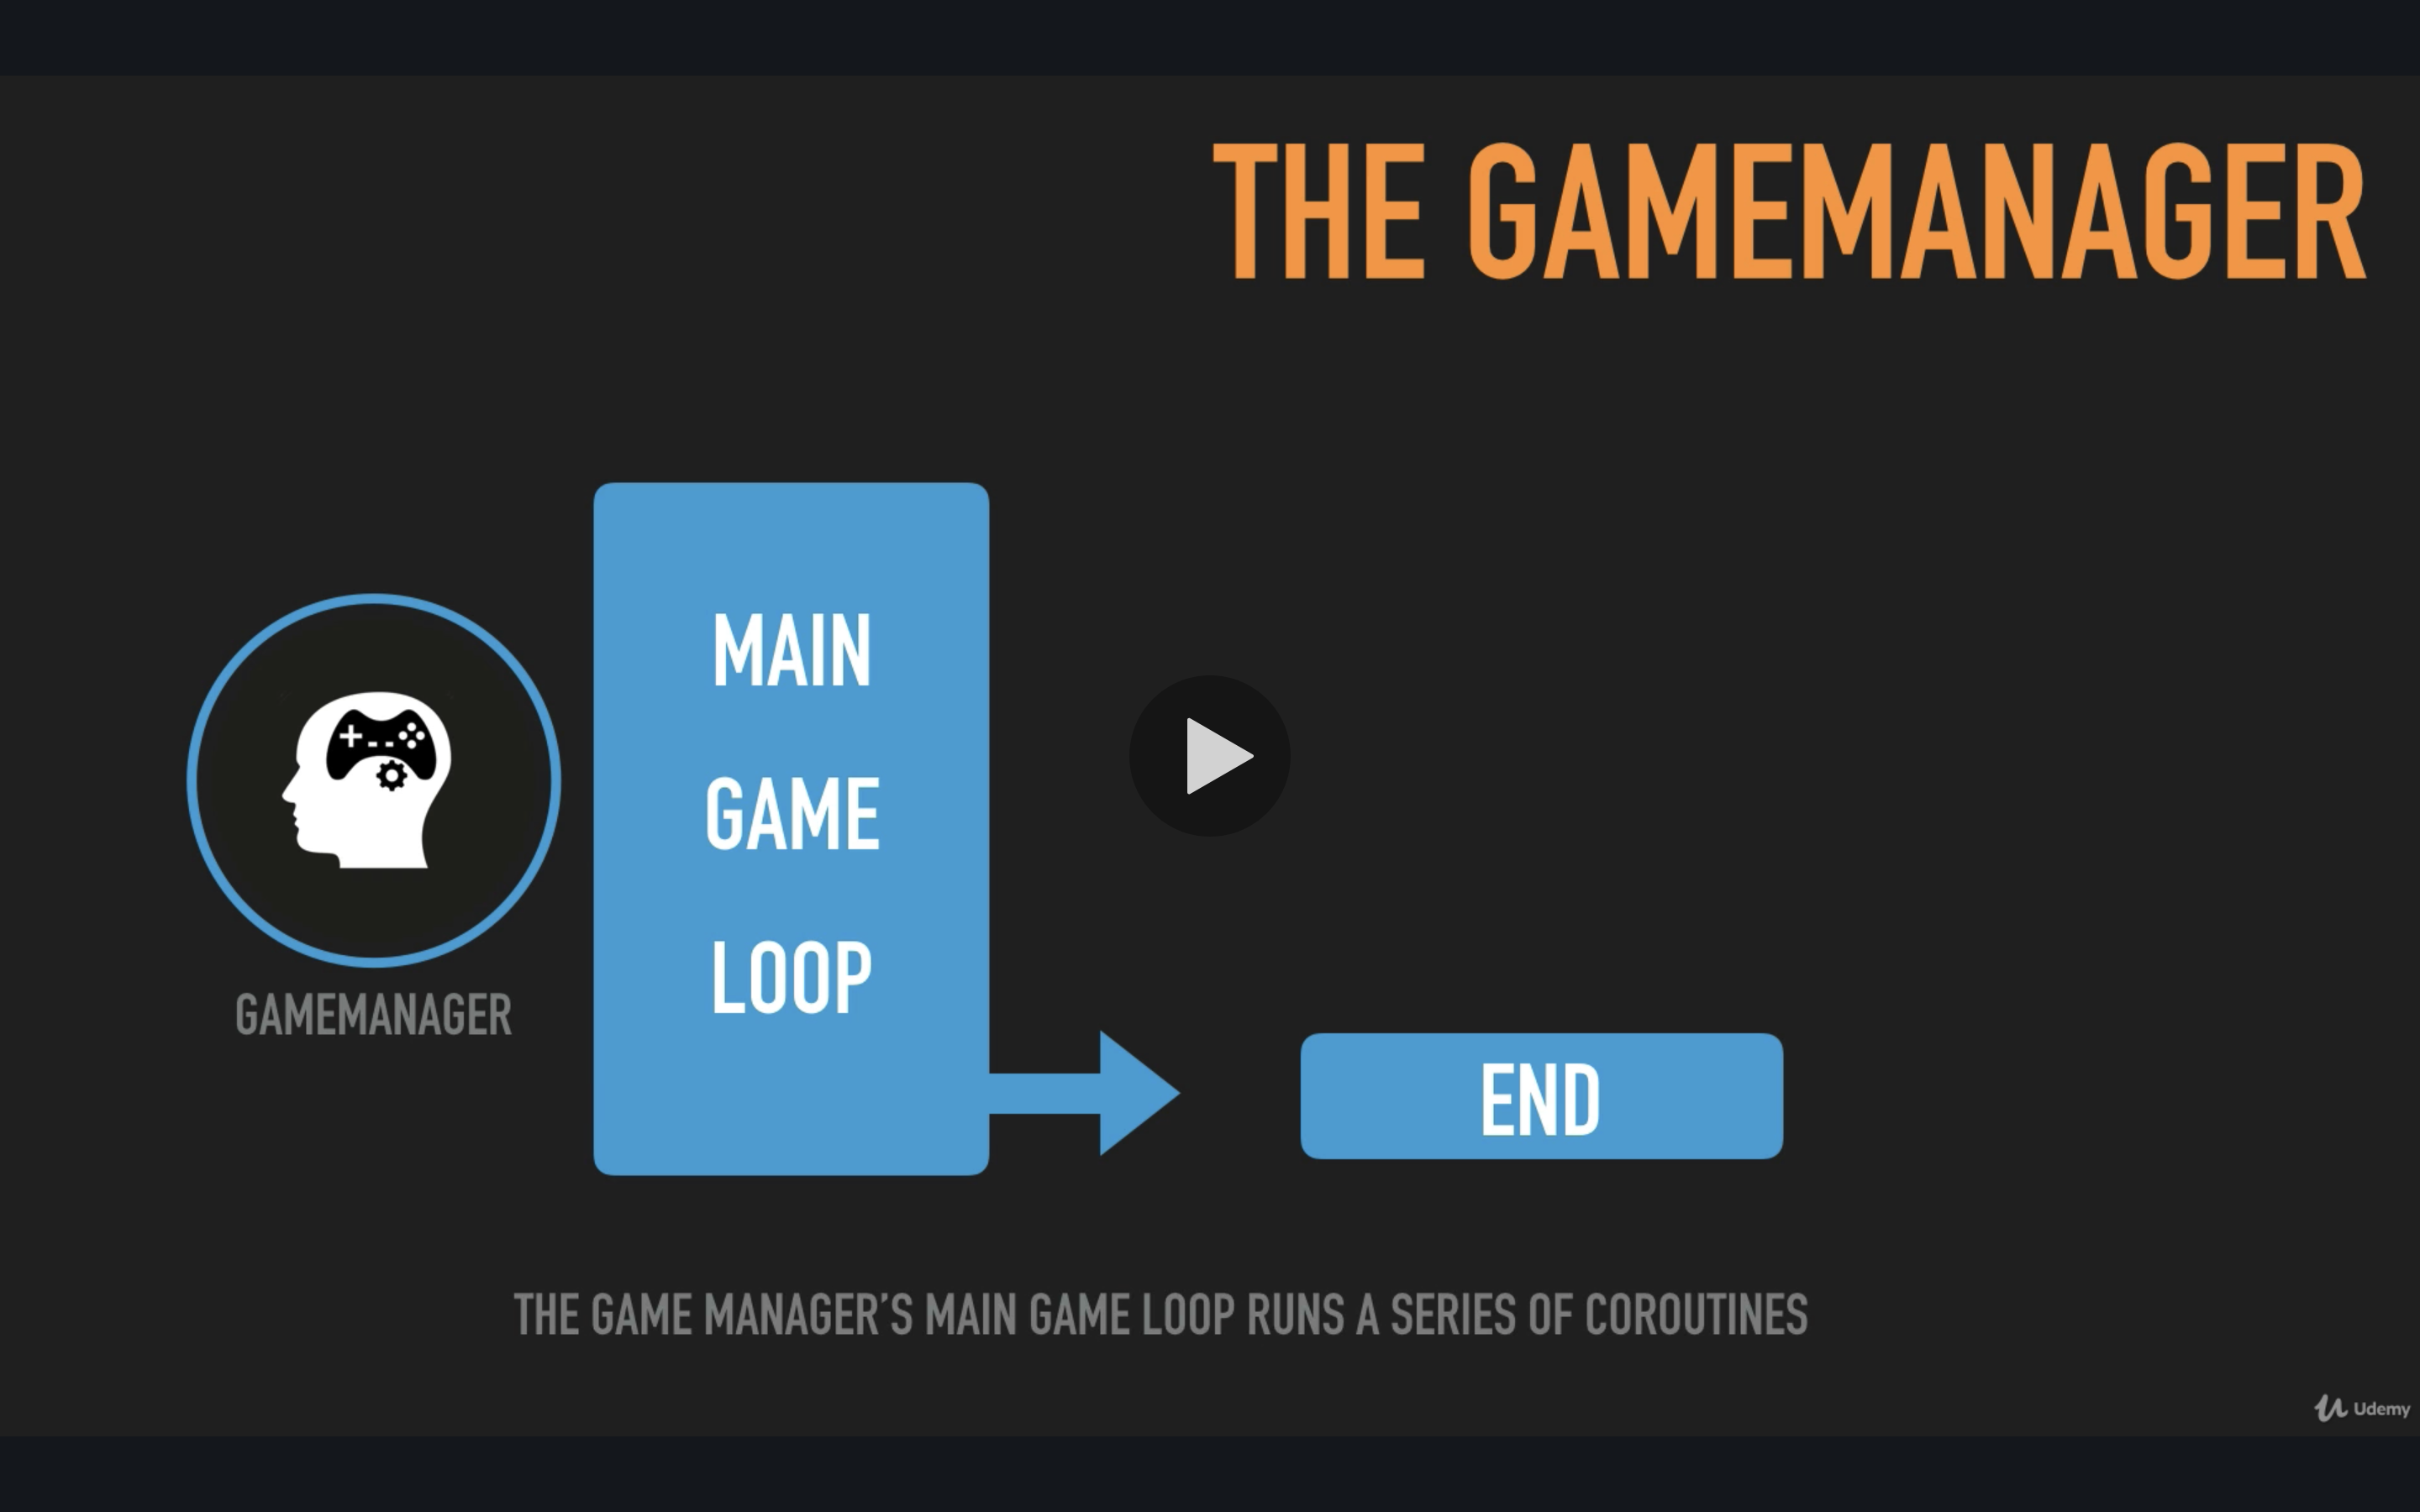 THE GAMEMANAGER
MAIN
GAME
LOOP
GAMEMANAGER
END
THE GAME MANAGER'S MAIN GAME LOOP RUNS A SERIES OF COROUTINES
Udemy